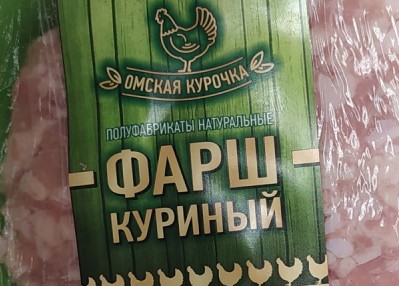 ОМСКАЯ КУРОЧКА
ПОЛУФАБРИКАТЫ НАТУРАЛЬНЫЕ
ФАРШ
КУРИНЫЙ